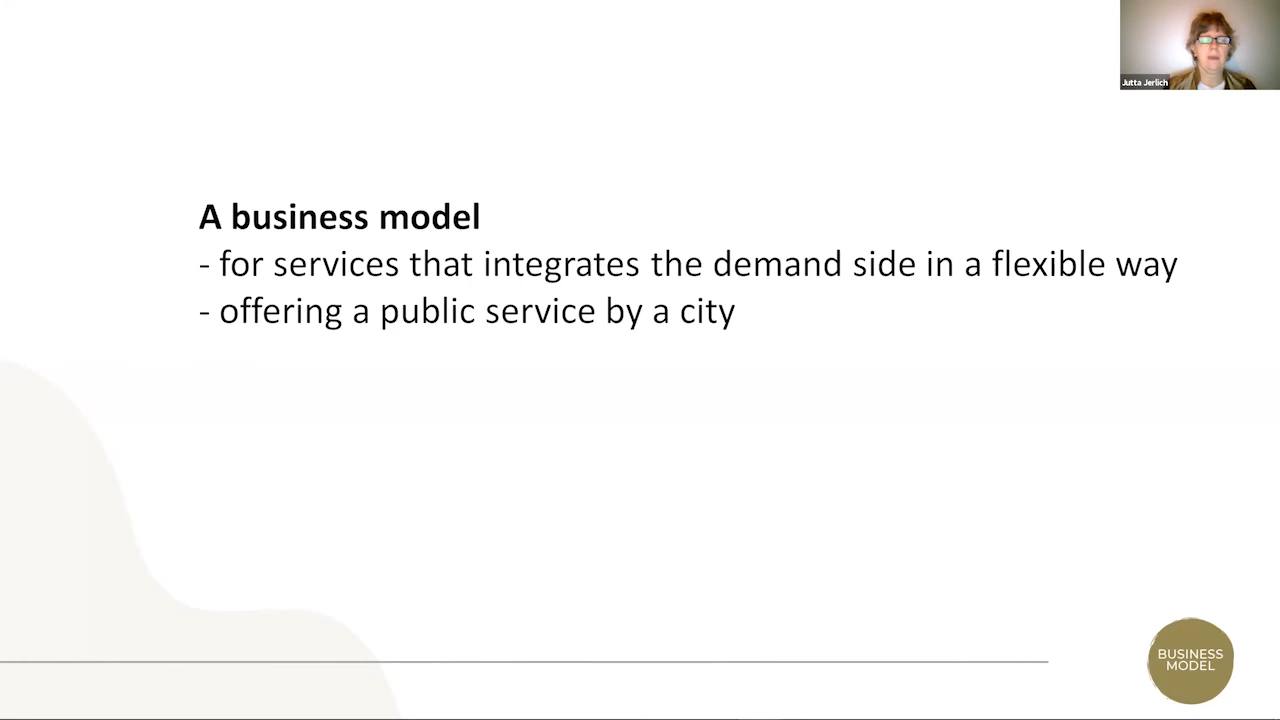 Jutta Jerlich
A business model
- for services that integrates the demand side in a flexible way
- offering a public service by a city
BUSINESS
MODEL